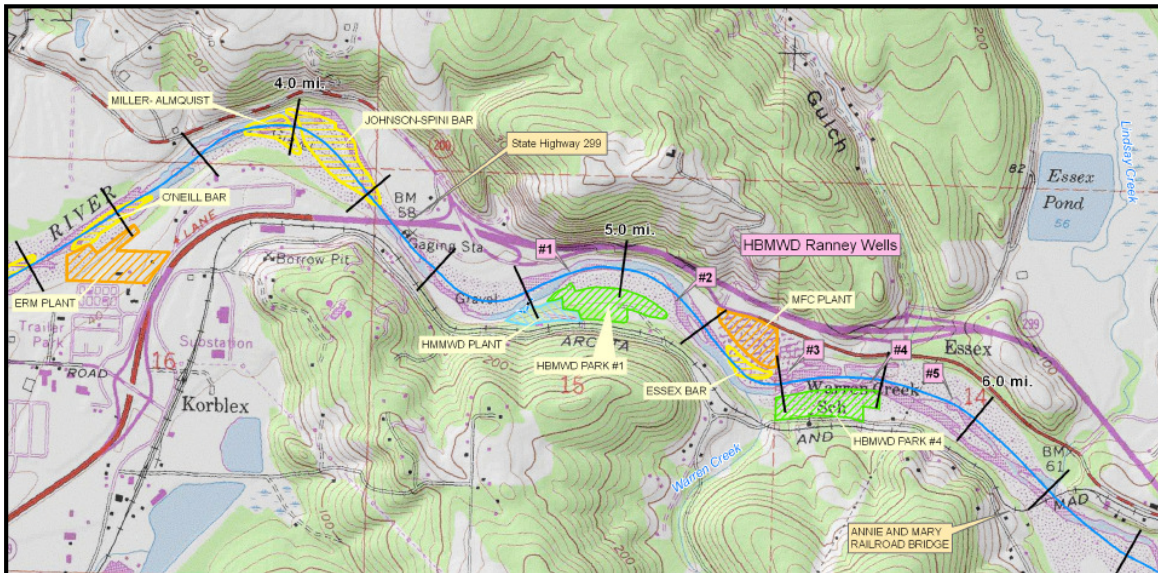 200
200
4.0 mi.
MILLER- ALMQUIST
JOHNSON-SPINI BAR
State Highway 299
200
Gulch
82
Essex
Pond
56
Lindsay Creek
O'NEILL BAR
RIVER
LANE
BM
58
Gaging Sta
Borrow Pit
#1
5.0 mi.
HBMWD Ranney Wells
#2
MFC PLANT
ERM PLANT
Trailer
Park
Substation
Gravel
299
HMMWD PLANT
ARCATA
#3
#4
Essex
16
ROAD
200
HBMWD PARK #1
15
ESSEX BAR
#5
6.0 mi.
14
Korblex
Warren Creek
Sch
AND
HBMWD PARK #4
BM
61
MAD
Warren Creek
100
ANNIE AND MARY
RAILROAD BRIDGE